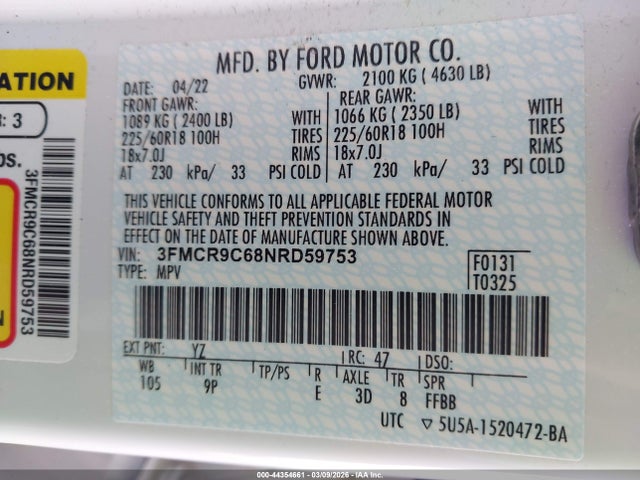 ATION
: 3
bs.
3FMCR9C68NRD59753
N
MFD. BY FORD MOTOR CO.
DATE: 04/22 GVWR: 2100 KG ( 4630 LB)
FRONT GAWR: REAR GAWR:
1089 KG ( 2400 LB) WITH 1066 KG ( 2350 LB) WITH
225/60R18 100H TIRES 225/60R18 100H TIRES
18x7.0J RIMS 18x7.0J RIMS
AT 230 kPa/ 33 PSI COLD AT 230 kPa/ 33 PSI COLD
THIS VEHICLE CONFORMS TO ALL APPLICABLE FEDERAL MOTOR
VEHICLE SAFETY AND THEFT PREVENTION STANDARDS IN
EFFECT ON THE DATE OF MANUFACTURE SHOWN ABOVE.
VIN: 3FMCR9C68NRD59753 F0131
TYPE: MPV T0325
EXT PNT: YZ RC: 47 DSO:
WB INT TR TP/PS R AXLE TR SPR
105 9P E 3D 8 FFBB
UTC ▽ 5U5A-1520472-BA
IAA - 44354661 - 03/09/2026 - IAAI.COM